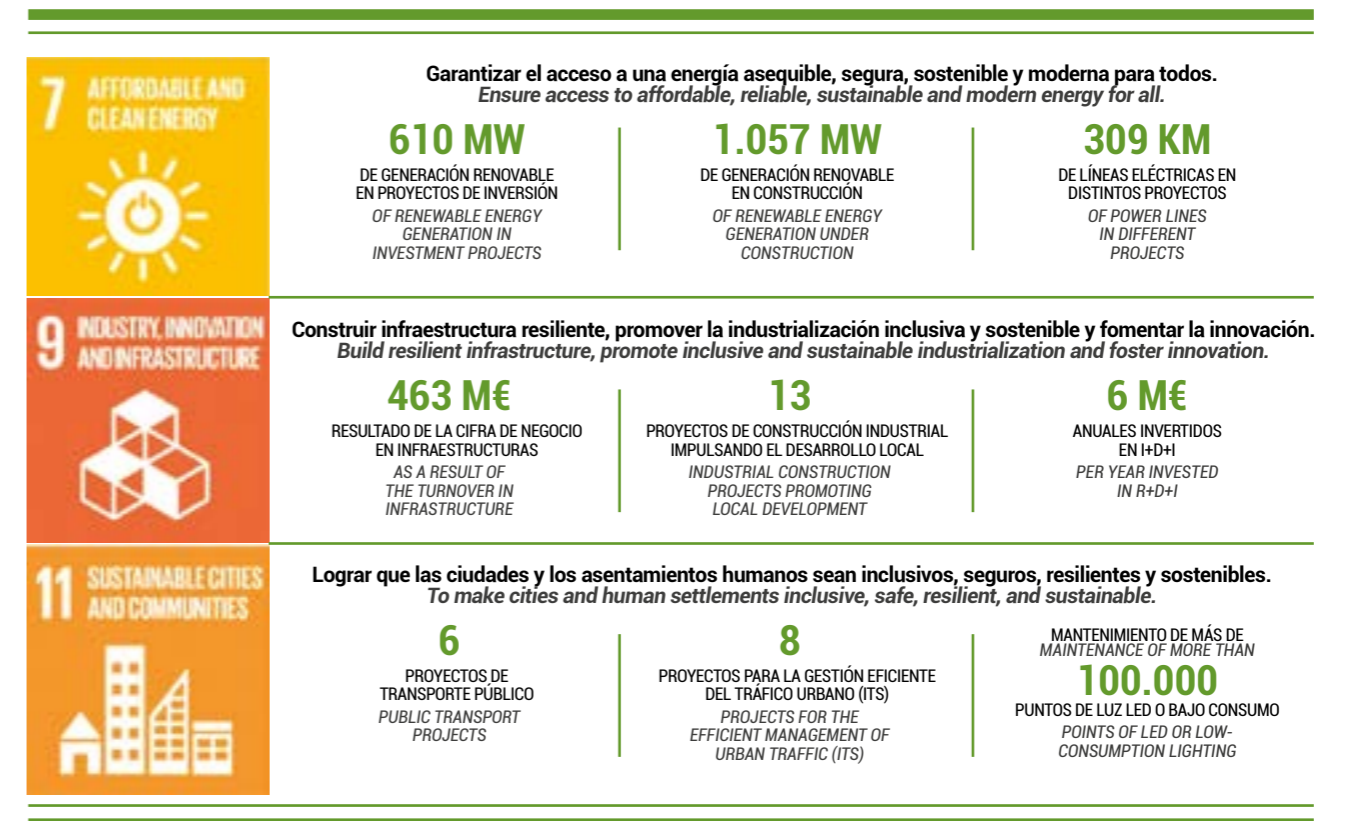 7 AFFORDABLE AND
CLEAN ENERGY
Garantizar el acceso a una energía asequible, segura, sostenible y moderna para todos.
Ensure access to affordable, reliable, sustainable and modern energy for all.
610 MW
DE GENERACIÓN RENOVABLE
EN PROYECTOS DE INVERSIÓN
OF RENEWABLE ENERGY
GENERATION IN
INVESTMENT PROJECTS
1.057 MW
DE GENERACIÓN RENOVABLE
EN CONSTRUCCIÓN
OF RENEWABLE ENERGY
GENERATION UNDER
CONSTRUCTION
309 KM
DE LÍNEAS ELÉCTRICAS EN
DISTINTOS PROYECTOS
OF POWER LINES
IN DIFFERENT
PROJECTS
9 INDUSTRY, INNOVATION
AND INFRASTRUCTURE
Construir infraestructura resiliente, promover la industrialización inclusiva y sostenible y fomentar la innovación.
Build resilient infrastructure, promote inclusive and sustainable industrialization and foster innovation.
463 M€
RESULTADO DE LA CIFRA DE NEGOCIO
EN INFRAESTRUCTURAS
AS A RESULT OF
THE TURNOVER IN
INFRASTRUCTURE
13
PROYECTOS DE CONSTRUCCIÓN INDUSTRIAL
IMPULSANDO EL DESARROLLO LOCAL
INDUSTRIAL CONSTRUCTION
PROJECTS PROMOTING
LOCAL DEVELOPMENT
6 M€
ANUALES INVERTIDOS
EN I+D+I
PER YEAR INVESTED
IN R+D+I
11 SUSTAINABLE CITIES
AND COMMUNITIES
Lograr que las ciudades y los asentamientos humanos sean inclusivos, seguros, resilientes y sostenibles.
To make cities and human settlements inclusive, safe, resilient, and sustainable.
6
PROYECTOS DE
TRANSPORTE PÚBLICO
PUBLIC TRANSPORT
PROJECTS
8
PROYECTOS PARA LA GESTIÓN EFICIENTE
DEL TRÁFICO URBANO (ITS)
PROJECTS FOR THE
EFFICIENT MANAGEMENT OF
URBAN TRAFFIC (ITS)
MANTENIMIENTO DE MÁS DE
MAINTENANCE OF MORE THAN
100.000
PUNTOS DE LUZ LED O BAJO CONSUMO
POINTS OF LED OR LOW-
CONSUMPTION LIGHTING